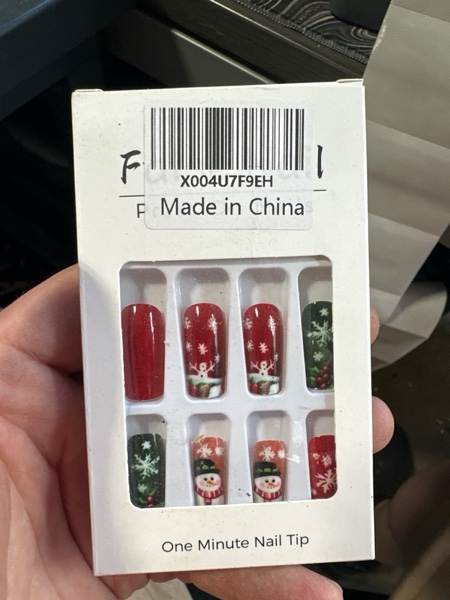 X004U7F9EH
Made in China
One Minute Nail Tip